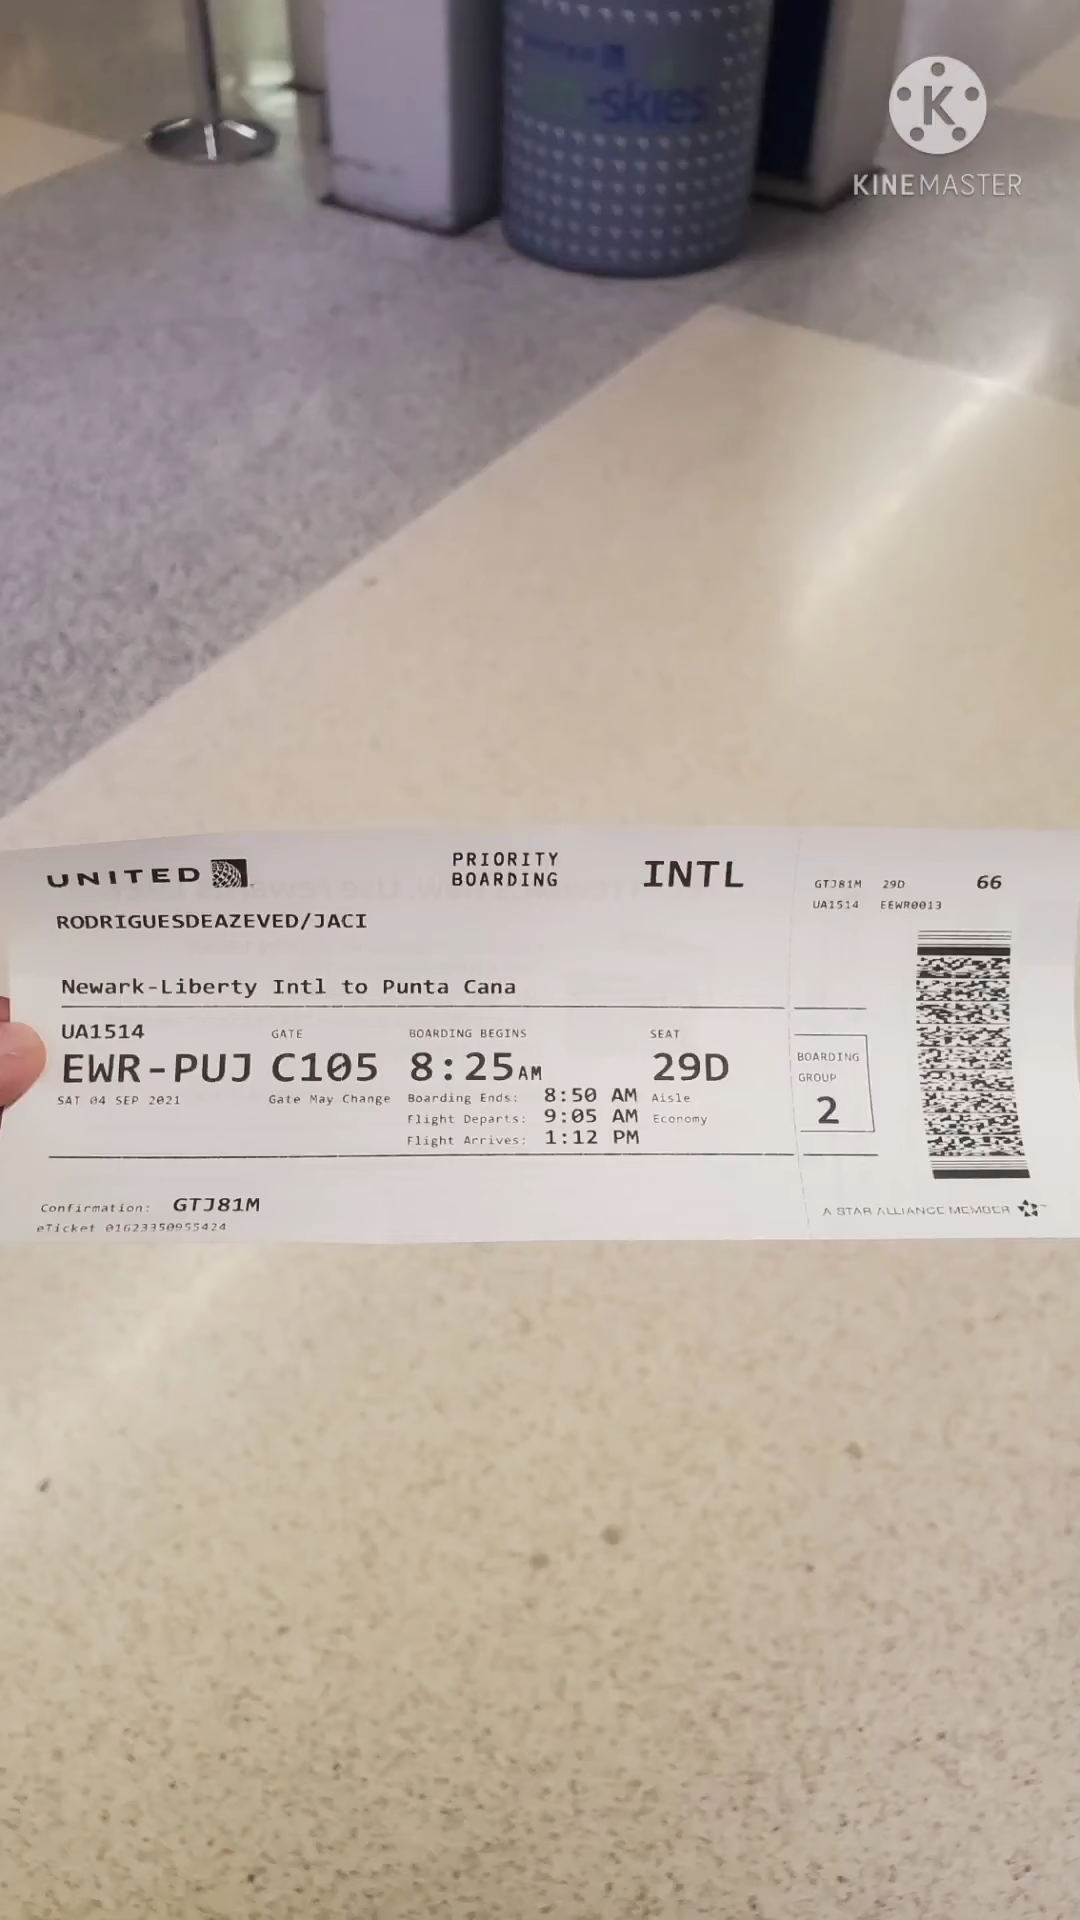 -skies
KINEMASTER
UNITED
PRIORITY
BOARDING
INTL
RODRIGUESDEAZEVED/JACI
Newark-Liberty Intl to Punta Cana
UA1514
GATE
BOARDING BEGINS
SEAT
EWR-PUJ C105 8:25AM 29D
SAT 04 SEP 2021
Gate May Change
Boarding Ends: 8:50 AM
Aisle
Flight Departs: 9:05 AM
Economy
Flight Arrives: 1:12 PM
Confirmation: GTJ81M
eTicket 01623350955424
GTJ81M 29D 66
UA1514 EEWR0013
BOARDING
GROUP
2
A STAR ALLIANCE MEMBER